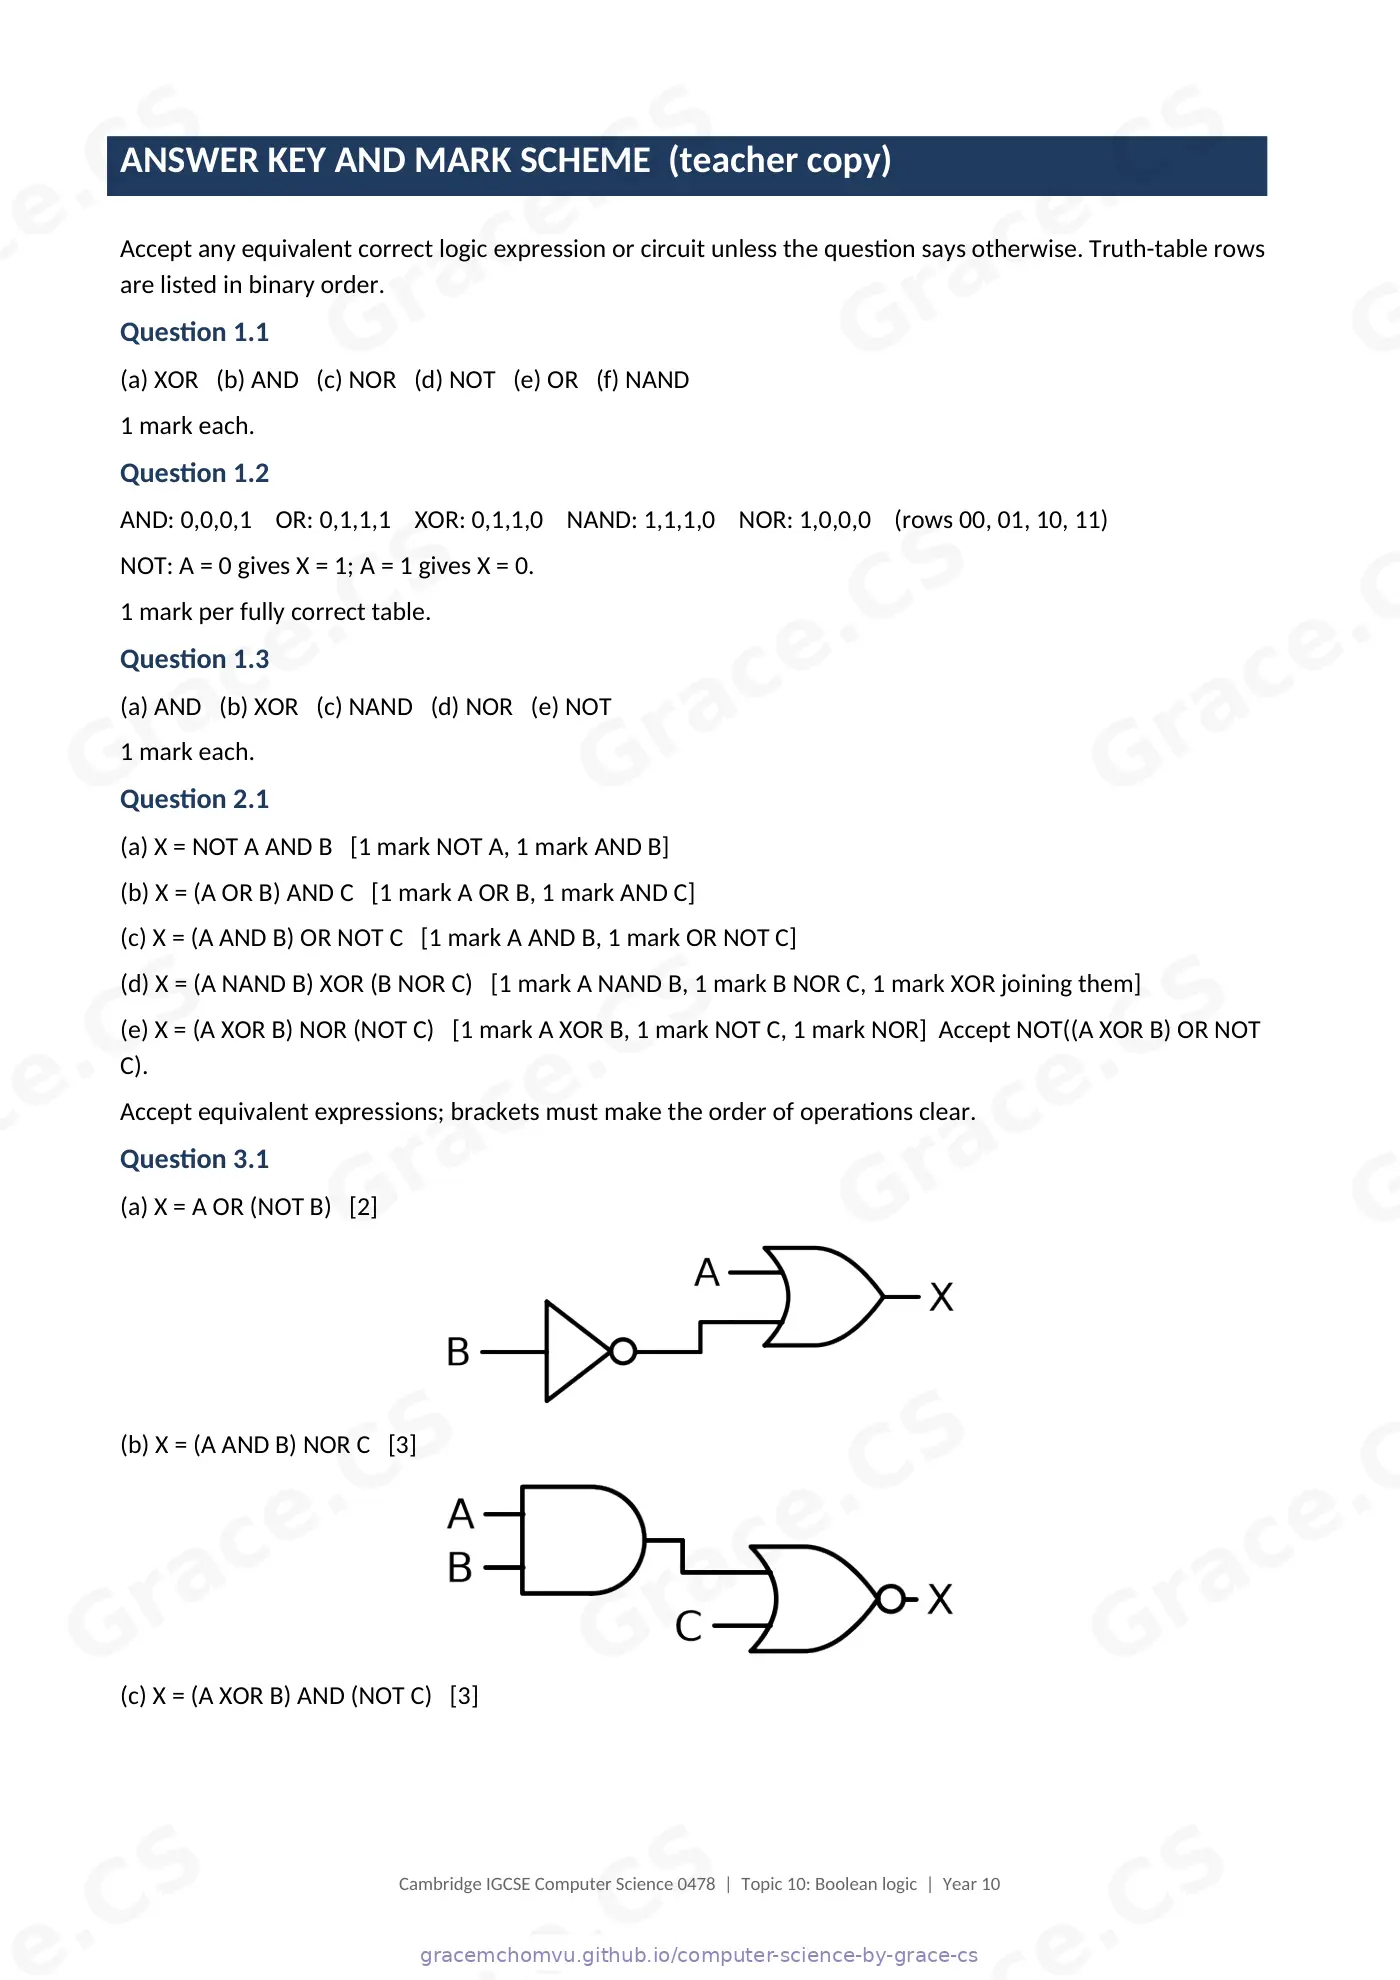 ANSWER KEY AND MARK SCHEME (teacher copy)
Accept any equivalent correct logic expression or circuit unless the question says otherwise. Truth-table rows
are listed in binary order.
Question 1.1
(a) XOR (b) AND (c) NOR (d) NOT (e) OR (f) NAND
1 mark each.
Question 1.2
AND: 0,0,0,1 OR: 0,1,1,1 XOR: 0,1,1,0 NAND: 1,1,1,0 NOR: 1,0,0,0 (rows 00, 01, 10, 11)
NOT: A = 0 gives X = 1; A = 1 gives X = 0.
1 mark per fully correct table.
Question 1.3
(a) AND (b) XOR (c) NAND (d) NOR (e) NOT
1 mark each.
Question 2.1
(a) X = NOT A AND B [1 mark NOT A, 1 mark AND B]
(b) X = (A OR B) AND C [1 mark A OR B, 1 mark AND C]
(c) X = (A AND B) OR NOT C [1 mark A AND B, 1 mark OR NOT C]
(d) X = (A NAND B) XOR (B NOR C) [1 mark A NAND B, 1 mark B NOR C, 1 mark XOR joining them]
(e) X = (A XOR B) NOR (NOT C) [1 mark A XOR B, 1 mark NOT C, 1 mark NOR] Accept NOT((A XOR B) OR NOT
C).
Accept equivalent expressions; brackets must make the order of operations clear.
Question 3.1
(a) X = A OR (NOT B) [2]
A
X
B
(b) X = (A AND B) NOR C [3]
A
B
X
C
(c) X = (A XOR B) AND (NOT C) [3]
Cambridge IGCSE Computer Science 0478 | Topic 10: Boolean logic | Year 10
gracemchomvu.github.io/computer-science-by-grace-cs
Grace.CS